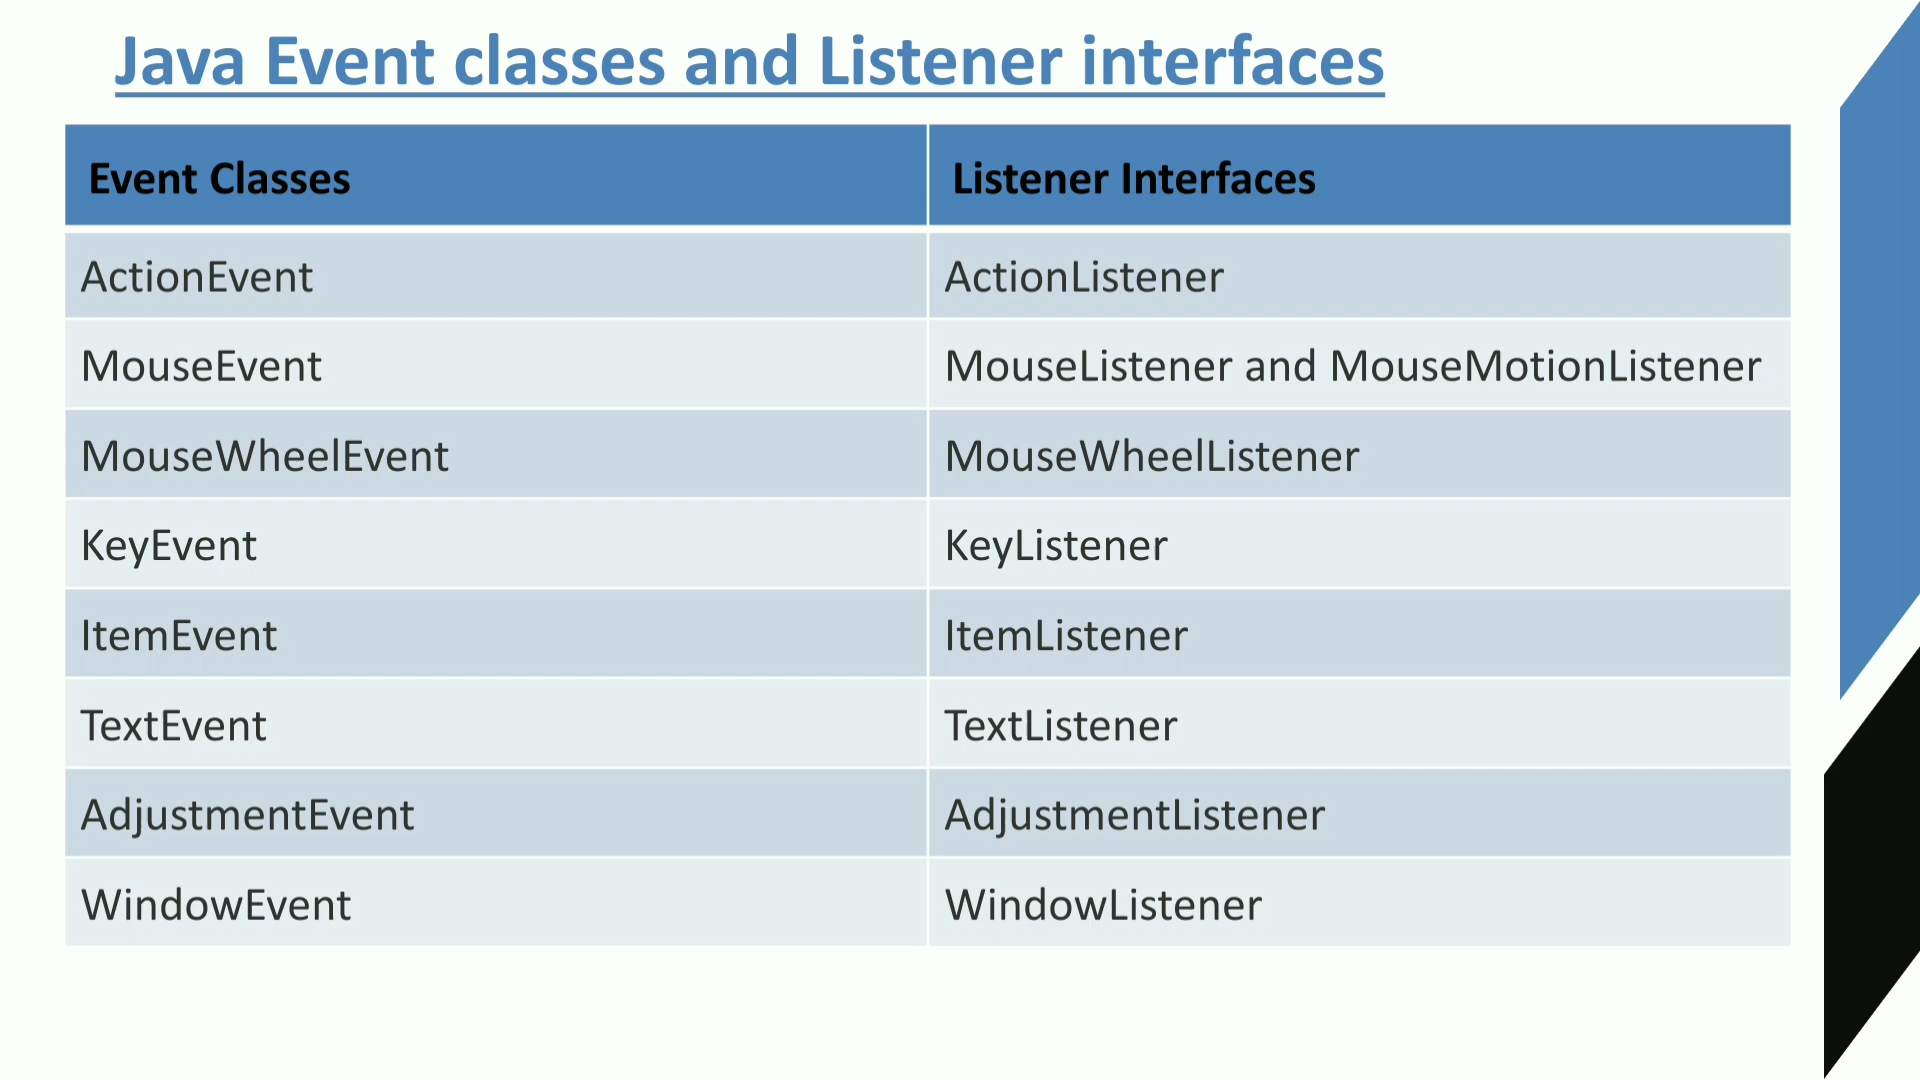 Java Event classes and Listener interfaces
Event Classes Listener Interfaces
ActionEvent ActionListener
MouseEvent MouseListener and MouseMotionListener
MouseWheelEvent MouseWheelListener
KeyEvent KeyListener
ItemEvent ItemListener
TextEvent TextListener
AdjustmentEvent AdjustmentListener
WindowEvent WindowListener